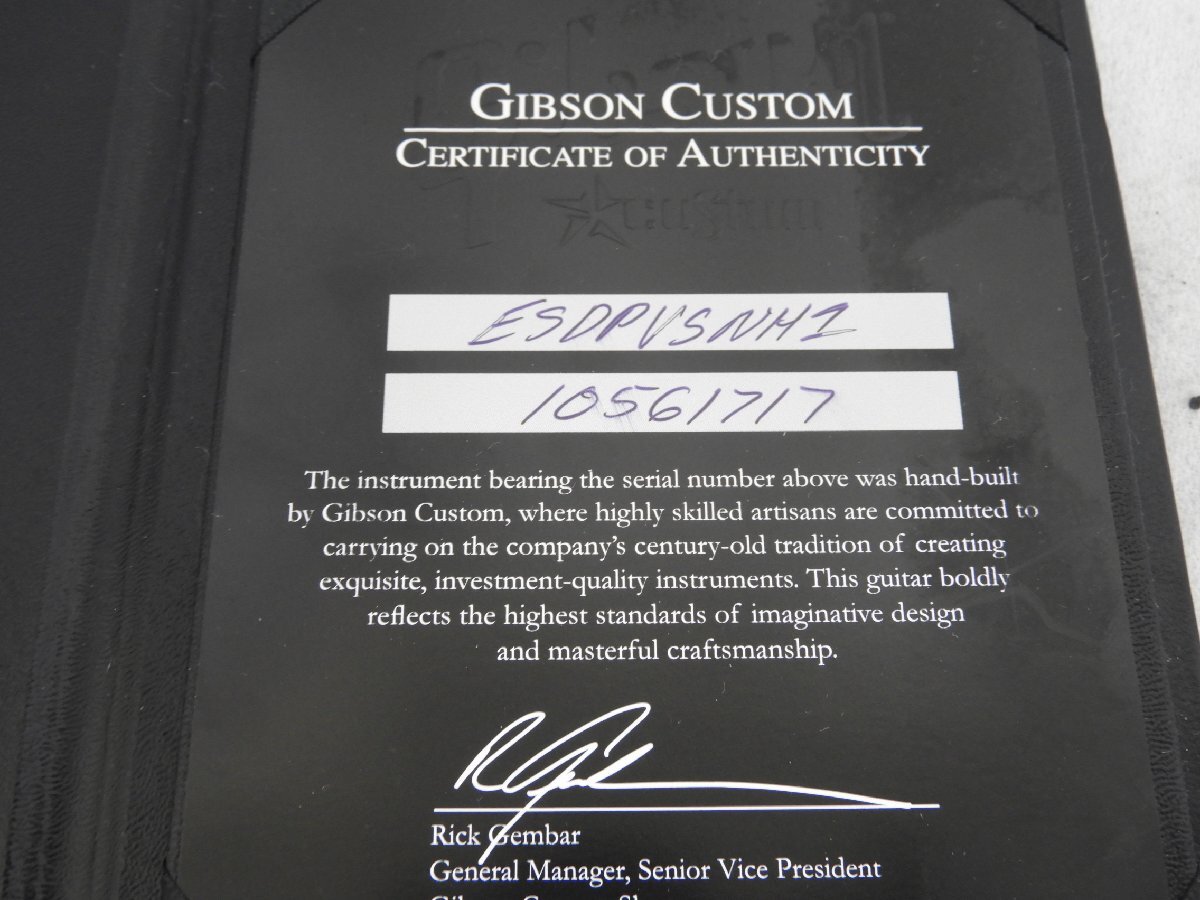 GIBSON CUSTOM
CERTIFICATE OF AUTHENTICITY
ESDPVSNH1
10561717
The instrument bearing the serial number above was hand-built
by Gibson Custom, where highly skilled artisans are committed to
carrying on the company's century-old tradition of creating
exquisite, investment-quality instruments. This guitar boldly
reflects the highest standards of imaginative design
and masterful craftsmanship.
Rick Gembar
General Manager, Senior Vice President